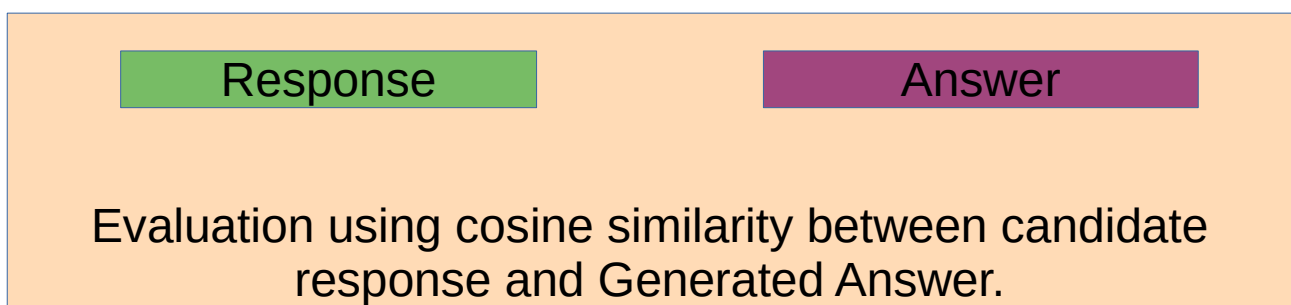 Response
Answer
Evaluation using cosine similarity between candidate
response and Generated Answer.